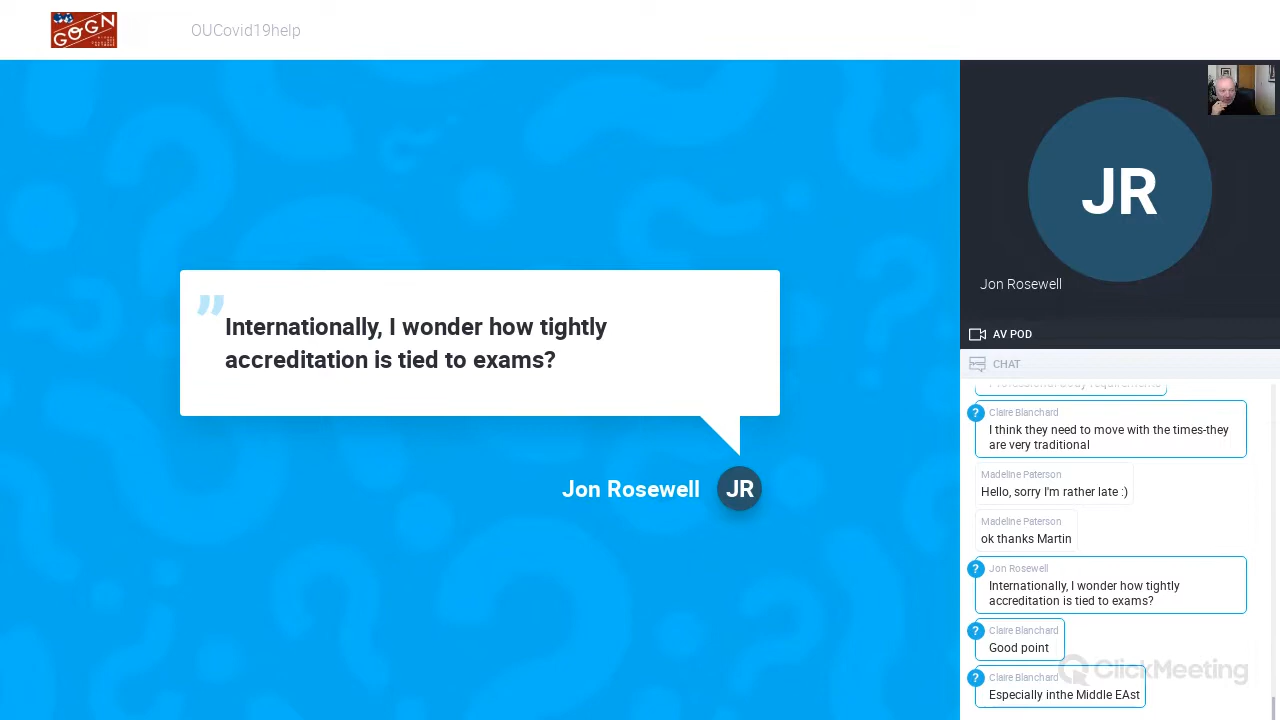 GOGN
OUCovid19help
Internationally, I wonder how tightly
accreditation is tied to exams?
Jon Rosewell
JR
JR
Jon Rosewell
AV POD
CHAT
Professional body requirements
Claire Blanchard
?
I think they need to move with the times-they
are very traditional
Madeline Paterson
Hello, sorry I'm rather late :)
Madeline Paterson
ok thanks Martin
Jon Rosewell
?
Internationally, I wonder how tightly
accreditation is tied to exams?
Claire Blanchard
?
Good point
Claire Blanchard
?
Especially inthe Middle EAst
ClickMeeting